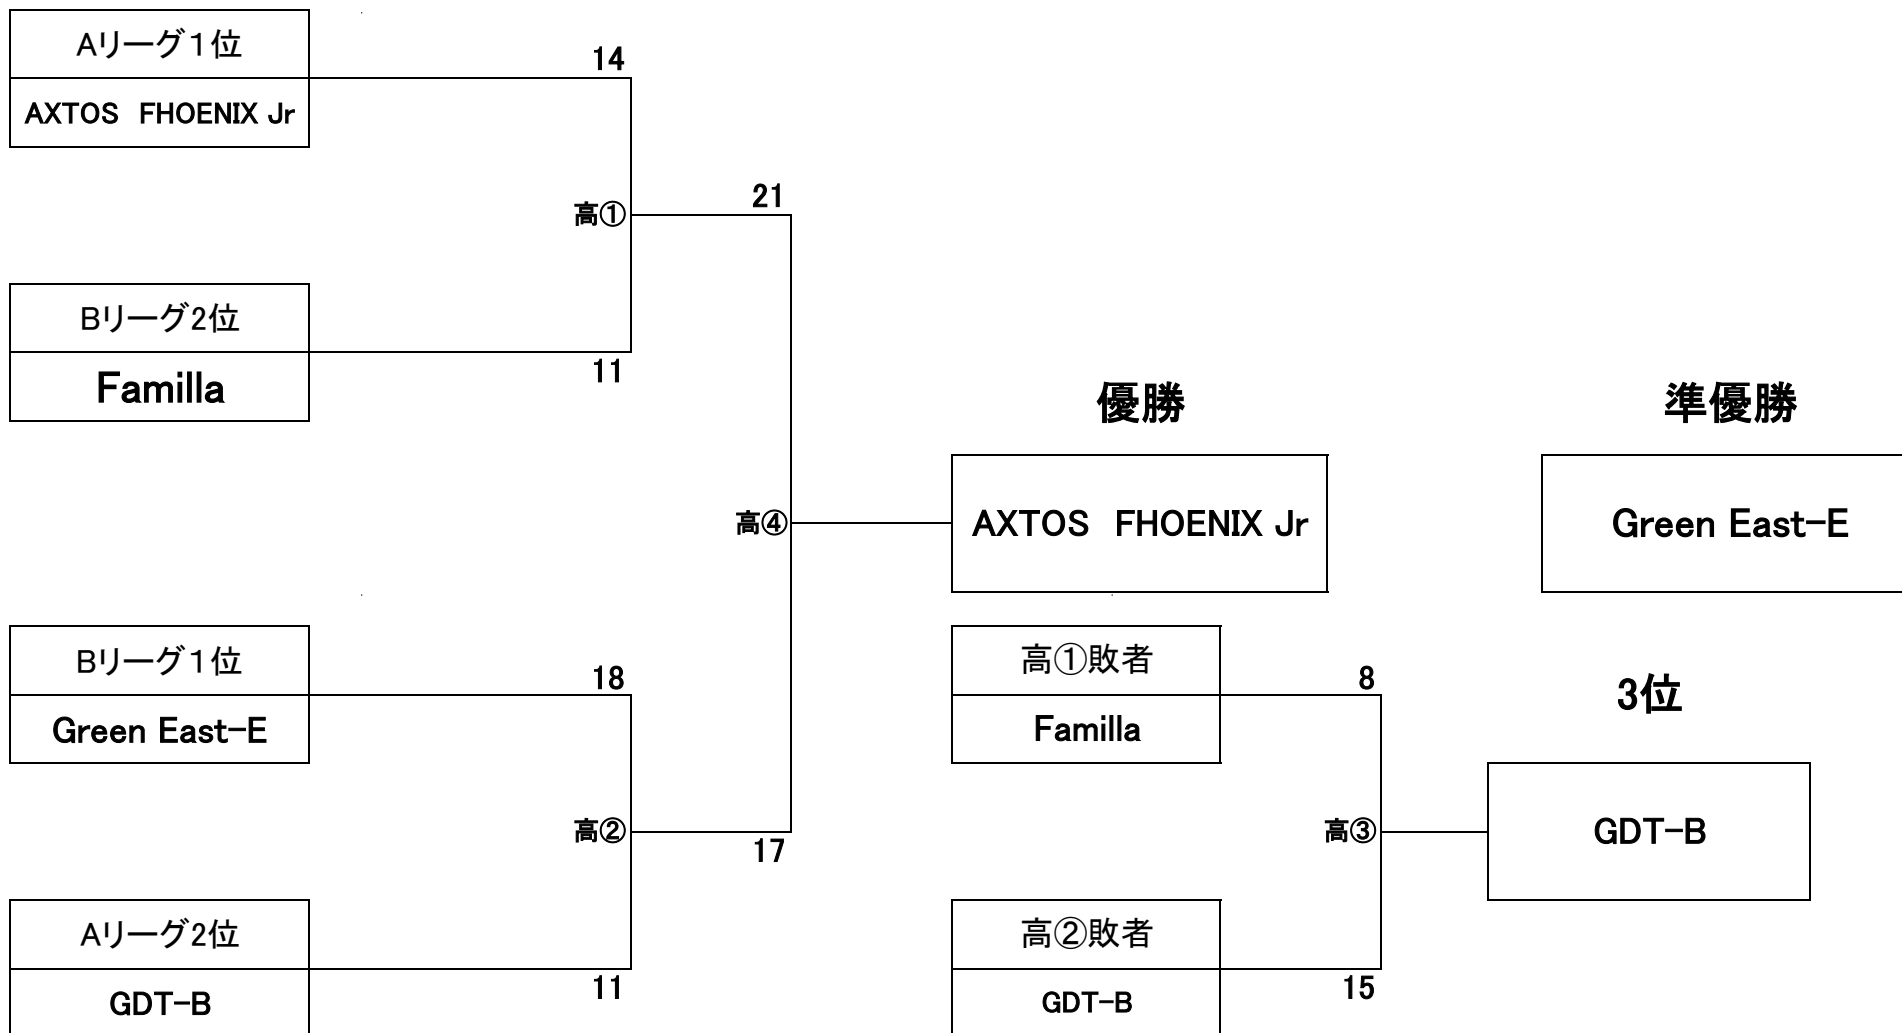 Aリーグ１位
14
AXTOS　FHOENIX Jr
高①
21
Bリーグ2位
11
Familla
優勝
準優勝
高④
AXTOS　FHOENIX Jr
Green East−E
Bリーグ１位
18
Green East−E
高①敗者
8
Familla
3位
高②
17
高③
GDT−B
Aリーグ2位
11
GDT−B
高②敗者
15
GDT−B